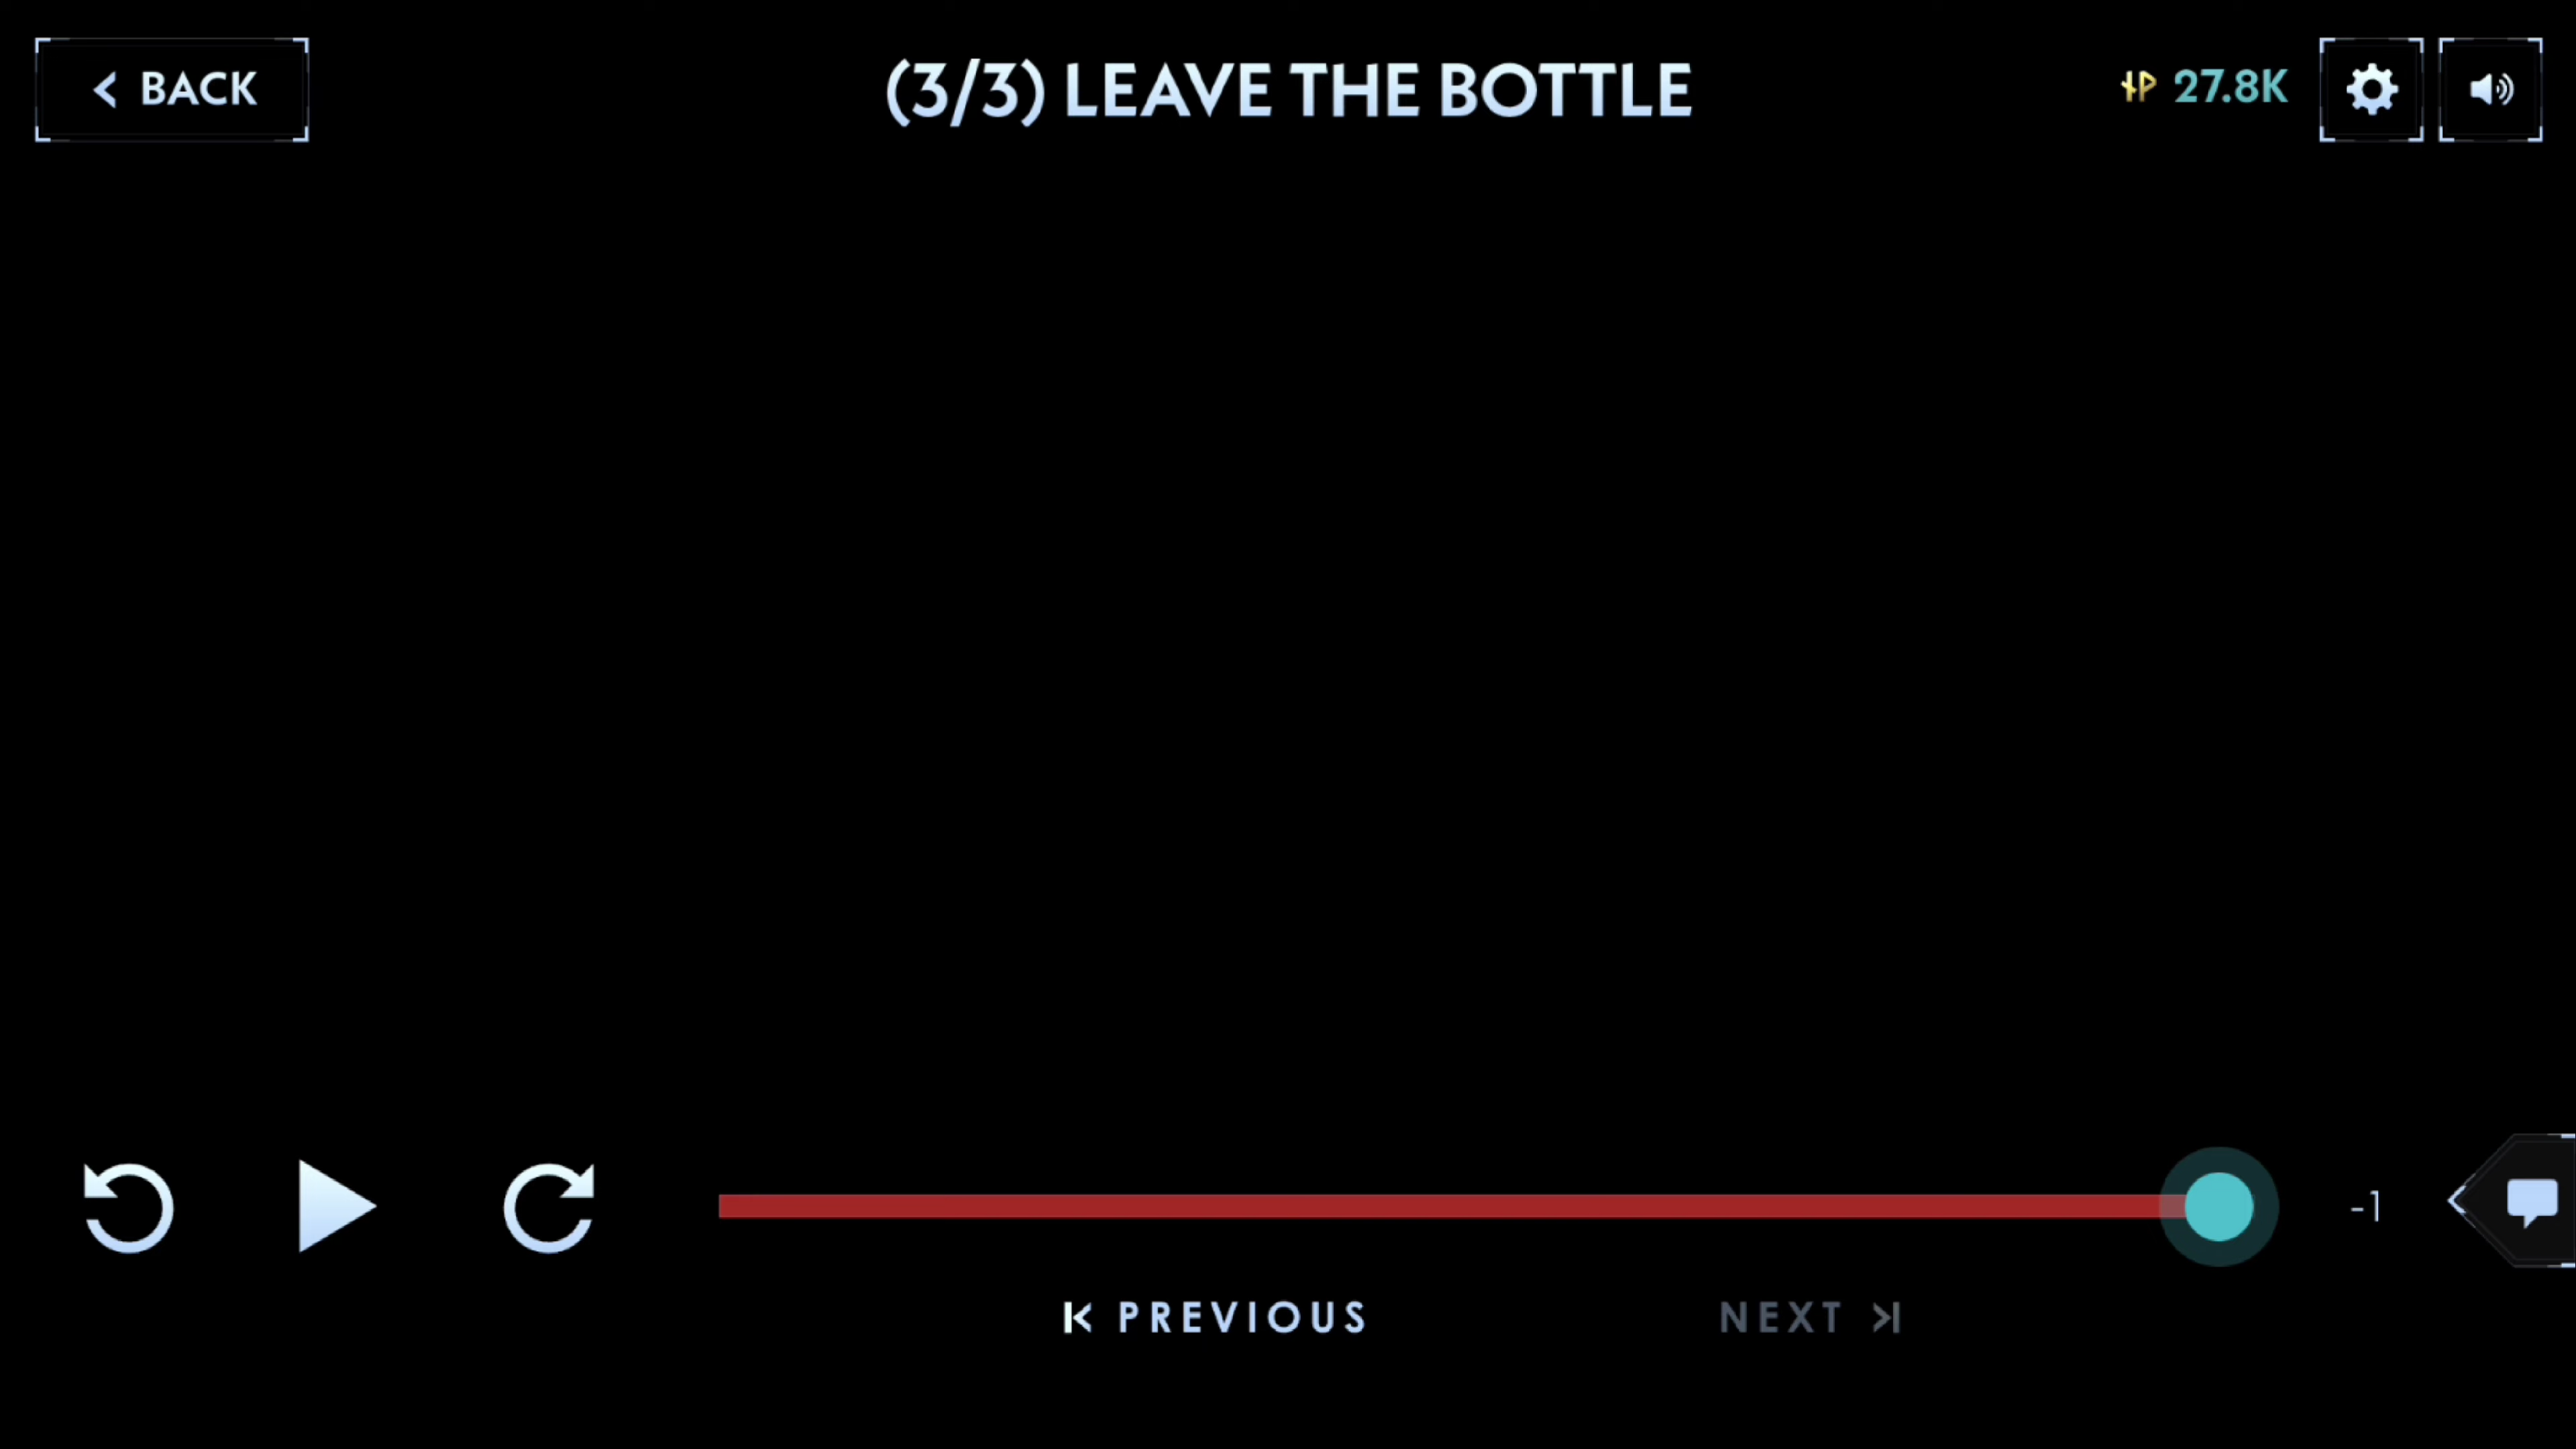 BACK
(3/3) LEAVE THE BOTTLE
27.8K
-1
PREVIOUS
NEXT